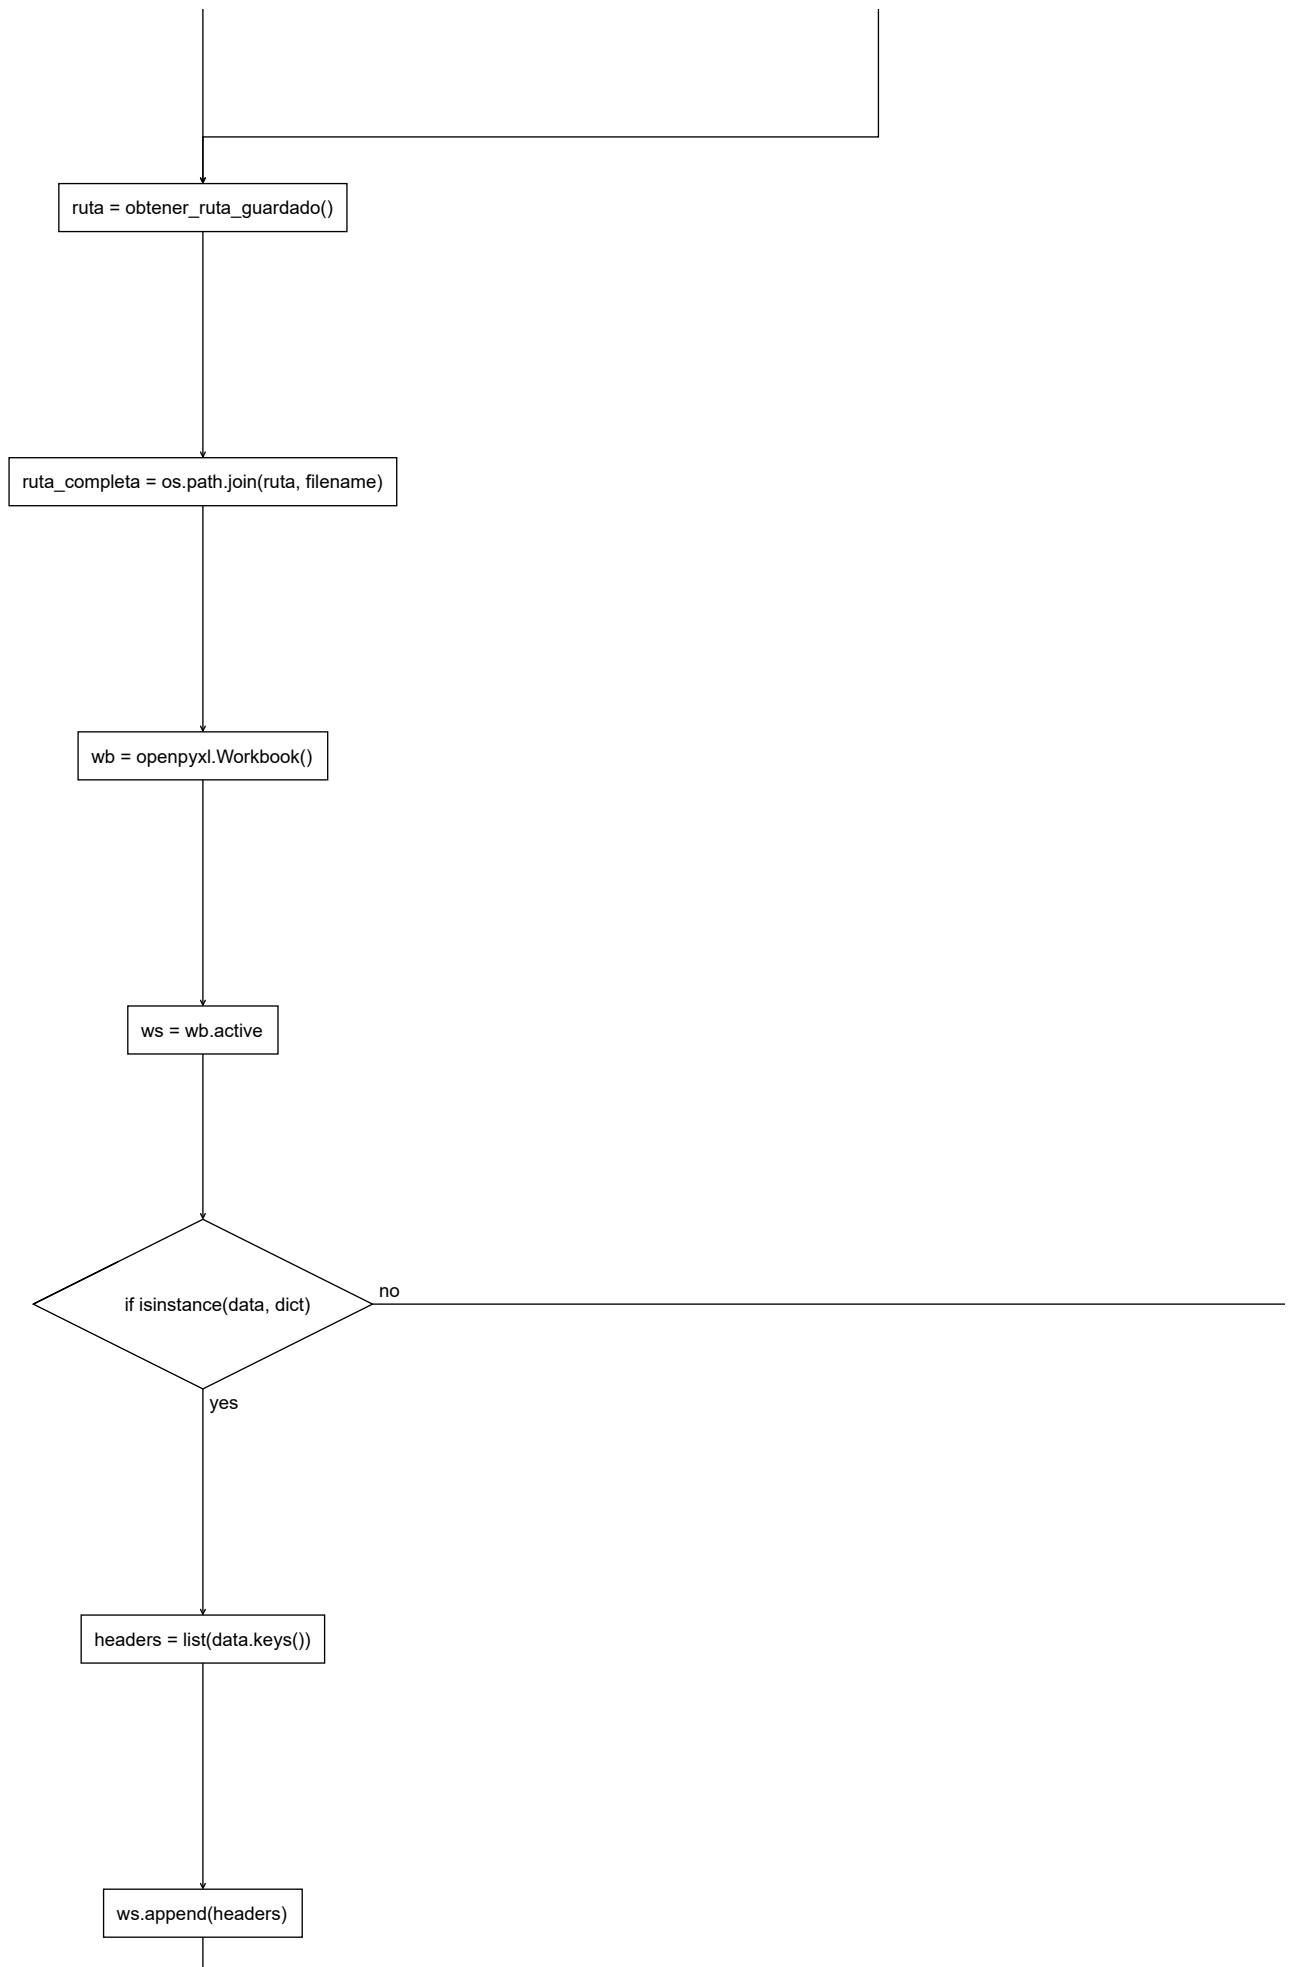 ruta = obtener_ruta_guardado()
ruta_completa = os.path.join(ruta, filename)
wb = openpyxl.Workbook()
ws = wb.active
if isinstance(data, dict)
no
yes
headers = list(data.keys())
ws.append(headers)